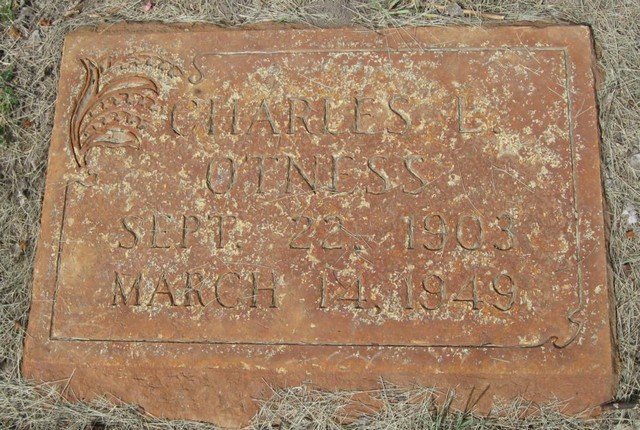 CHARLES L.
OTNESS
SEPT. 22. 1903
MARCH 14, 1949